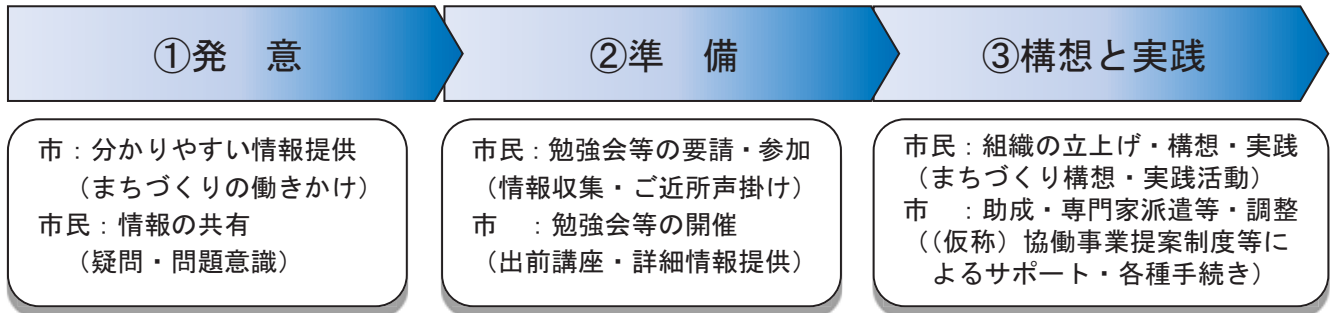 ①発　意
②準　備
③構想と実践
市：分かりやすい情報提供
（まちづくりの働きかけ）
市民：情報の共有
（疑問・問題意識）
市民：勉強会等の要請・参加
（情報収集・ご近所声掛け）
市　：勉強会等の開催
（出前講座・詳細情報提供）
市民：組織の立上げ・構想・実践
（まちづくり構想・実践活動）
市　：助成・専門家派遣等・調整
（（仮称）協働事業提案制度等に
よるサポート・各種手続き）